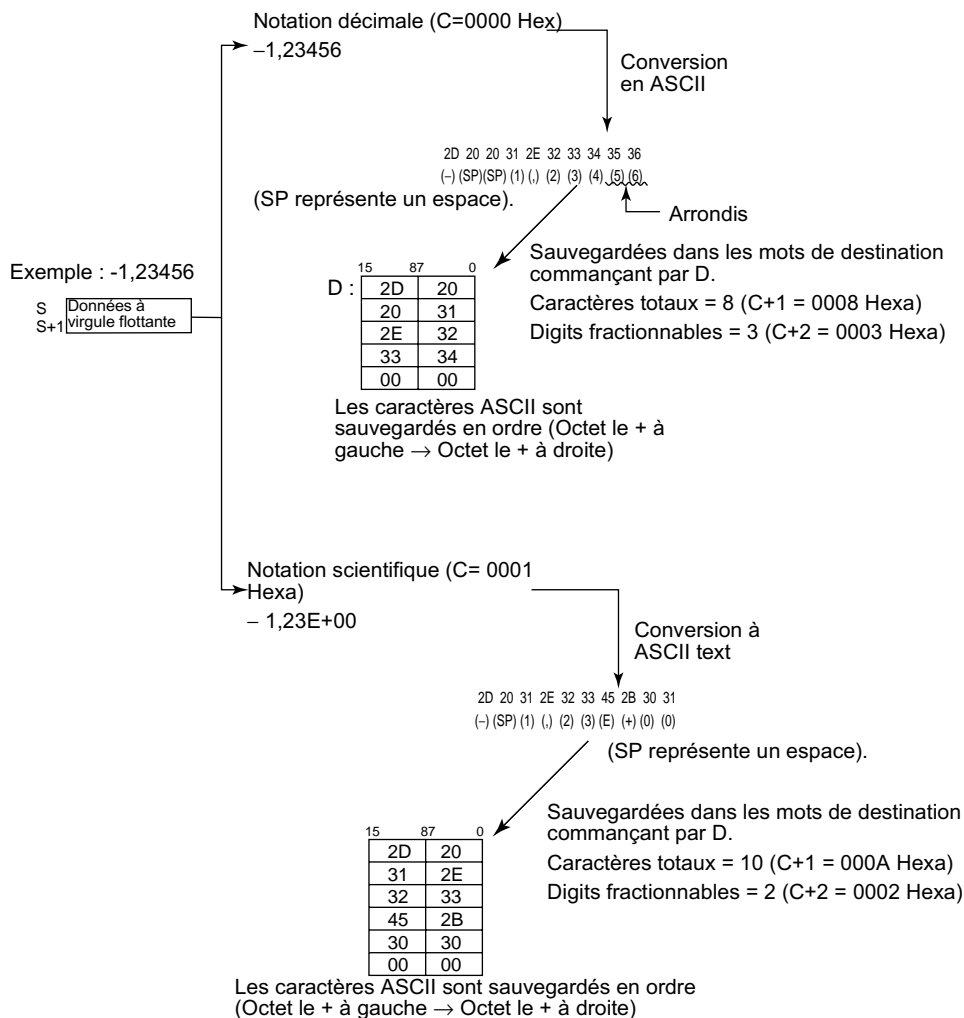 Notation décimale (C=0000 Hex)
–1,23456
Conversion
en ASCII
2D 20 20 31 2E 32 33 34 35 36
(–) (SP)(SP) (1) (,) (2) (3) (4) (5) (6)
(SP représente un espace).
Arrondis
Exemple : -1,23456
S
S+1
Données à
virgule flottante
Sauvegardées dans les mots de destination
commançant par D.
Caractères totaux = 8 (C+1 = 0008 Hexa)
Digits fractionnables = 3 (C+2 = 0003 Hexa)
15 87 0
D : 2D 20
20 31
2E 32
33 34
00 00
Les caractères ASCII sont
sauvegardés en ordre (Octet le + à
gauche → Octet le + à droite)
Notation scientifique (C= 0001
Hexa)
– 1,23E+00
Conversion à
ASCII text
2D 20 31 2E 32 33 45 2B 30 31
(–) (SP) (1) (,) (2) (3) (E) (+) (0) (0)
(SP représente un espace).
Sauvegardées dans les mots de destination
commançant par D.
Caractères totaux = 10 (C+1 = 000A Hexa)
Digits fractionnables = 2 (C+2 = 0002 Hexa)
15 87 0
2D 20
31 2E
32 33
45 2B
30 30
00 00
Les caractères ASCII sont sauvegardés en ordre
(Octet le + à gauche → Octet le + à droite)